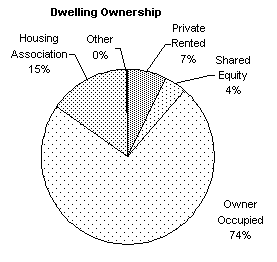 Dwelling Ownership
Housing
Association
15%
Other
0%
Private
Rented
7%
Shared
Equity
4%
Owner
Occupied
74%